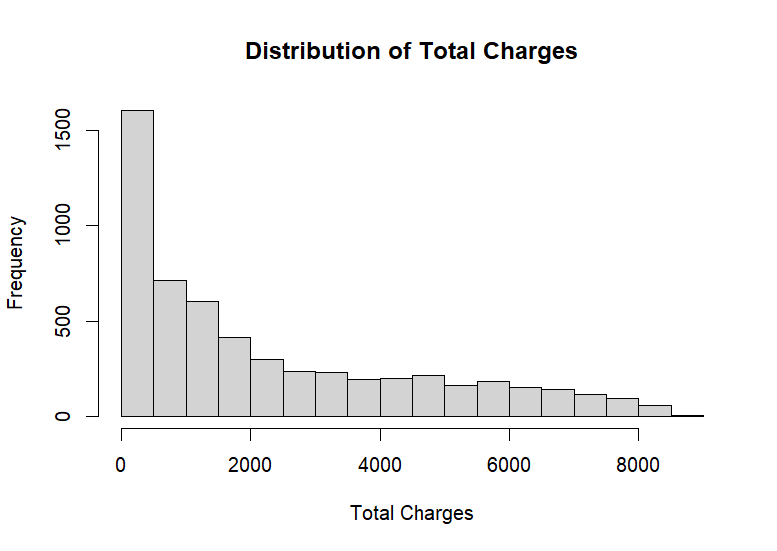 Distribution of Total Charges
Frequency
1500
1000
500
0
0 2000 4000 6000 8000
Total Charges